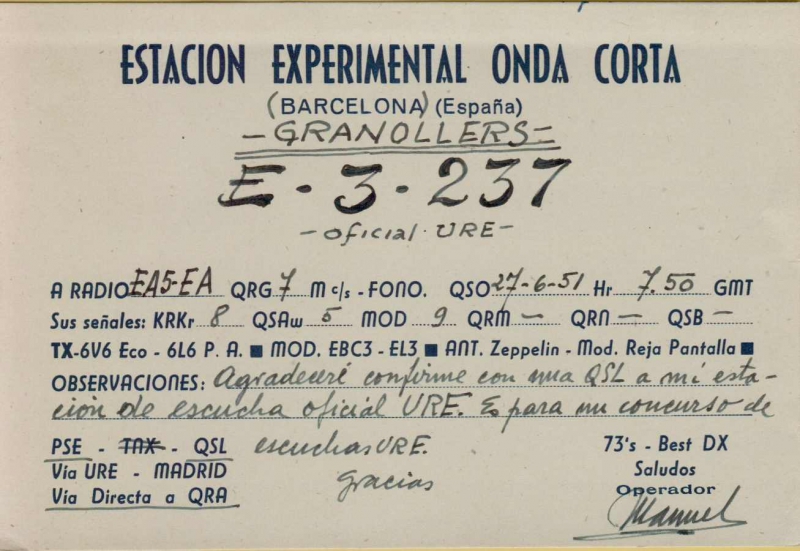 ESTACION EXPERIMENTAL ONDA CORTA
(BARCELONA) (España)
- GRANOLLERS -
E - 3 - 237
- oficial URE -
A RADIO EA5-EA QRG 7 M c/s - FONO. QSO 27-6-51 Hr 7.50 GMT
Sus señales: KRKr 8 QSAw 5 MOD 9 QRM — QRN — QSB —
TX-6V6 Eco - 6L6 P. A. ■ MOD. EBC3 - EL3 ■ ANT. Zeppelin - Mod. Reja Pantalla ■
OBSERVACIONES: Agradeceré confirme con una QSL a mi esta-
ción de escucha oficial URE. Es para un concurso de
PSE - TAX - QSL escuchas URE. 73's - Best DX
Vía URE - MADRID gracias Saludos
Vía Directa a QRA Operador
Manuel